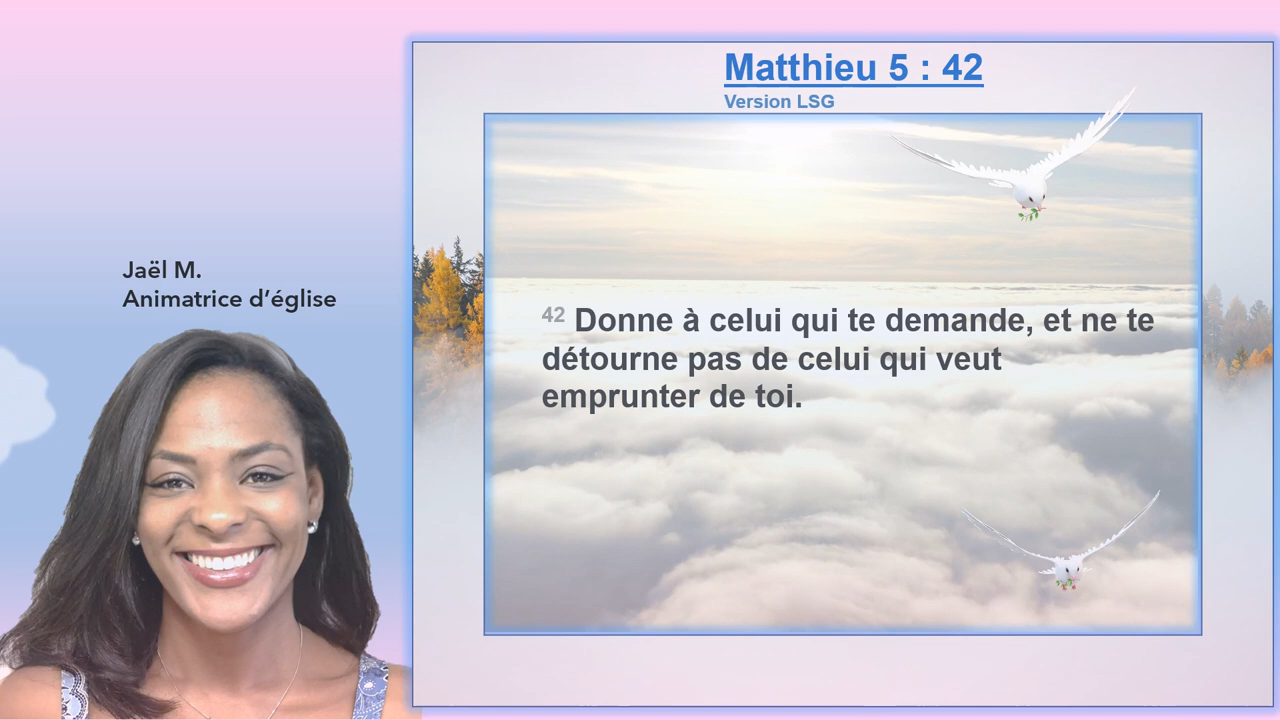 Matthieu 5 : 42
Version LSG
Jaël M.
Animatrice d’église
42 Donne à celui qui te demande, et ne te
détourne pas de celui qui veut
emprunter de toi.